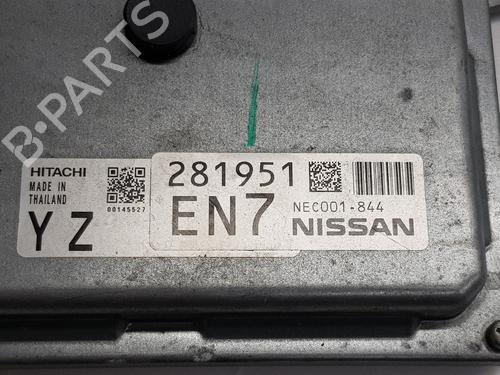 B-PARTS
HITACHI
MADE IN
THAILAND
00145527
Y Z
281951
EN7
NEC001-844
NISSAN